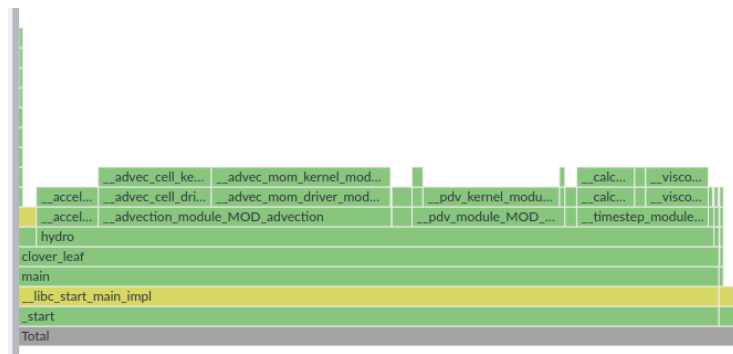 __advec_cell_ke... __advec_mom_kernel_mod... __calc... __visco...
__accel... __advec_cell_dri... __advec_mom_driver_mod... __pdv_kernel_modu... __calc... __visco...
__accel... __advection_module_MOD_advection __pdv_module_MOD_... __timestep_module...
hydro
clover_leaf
main
__libc_start_main_impl
_start
Total